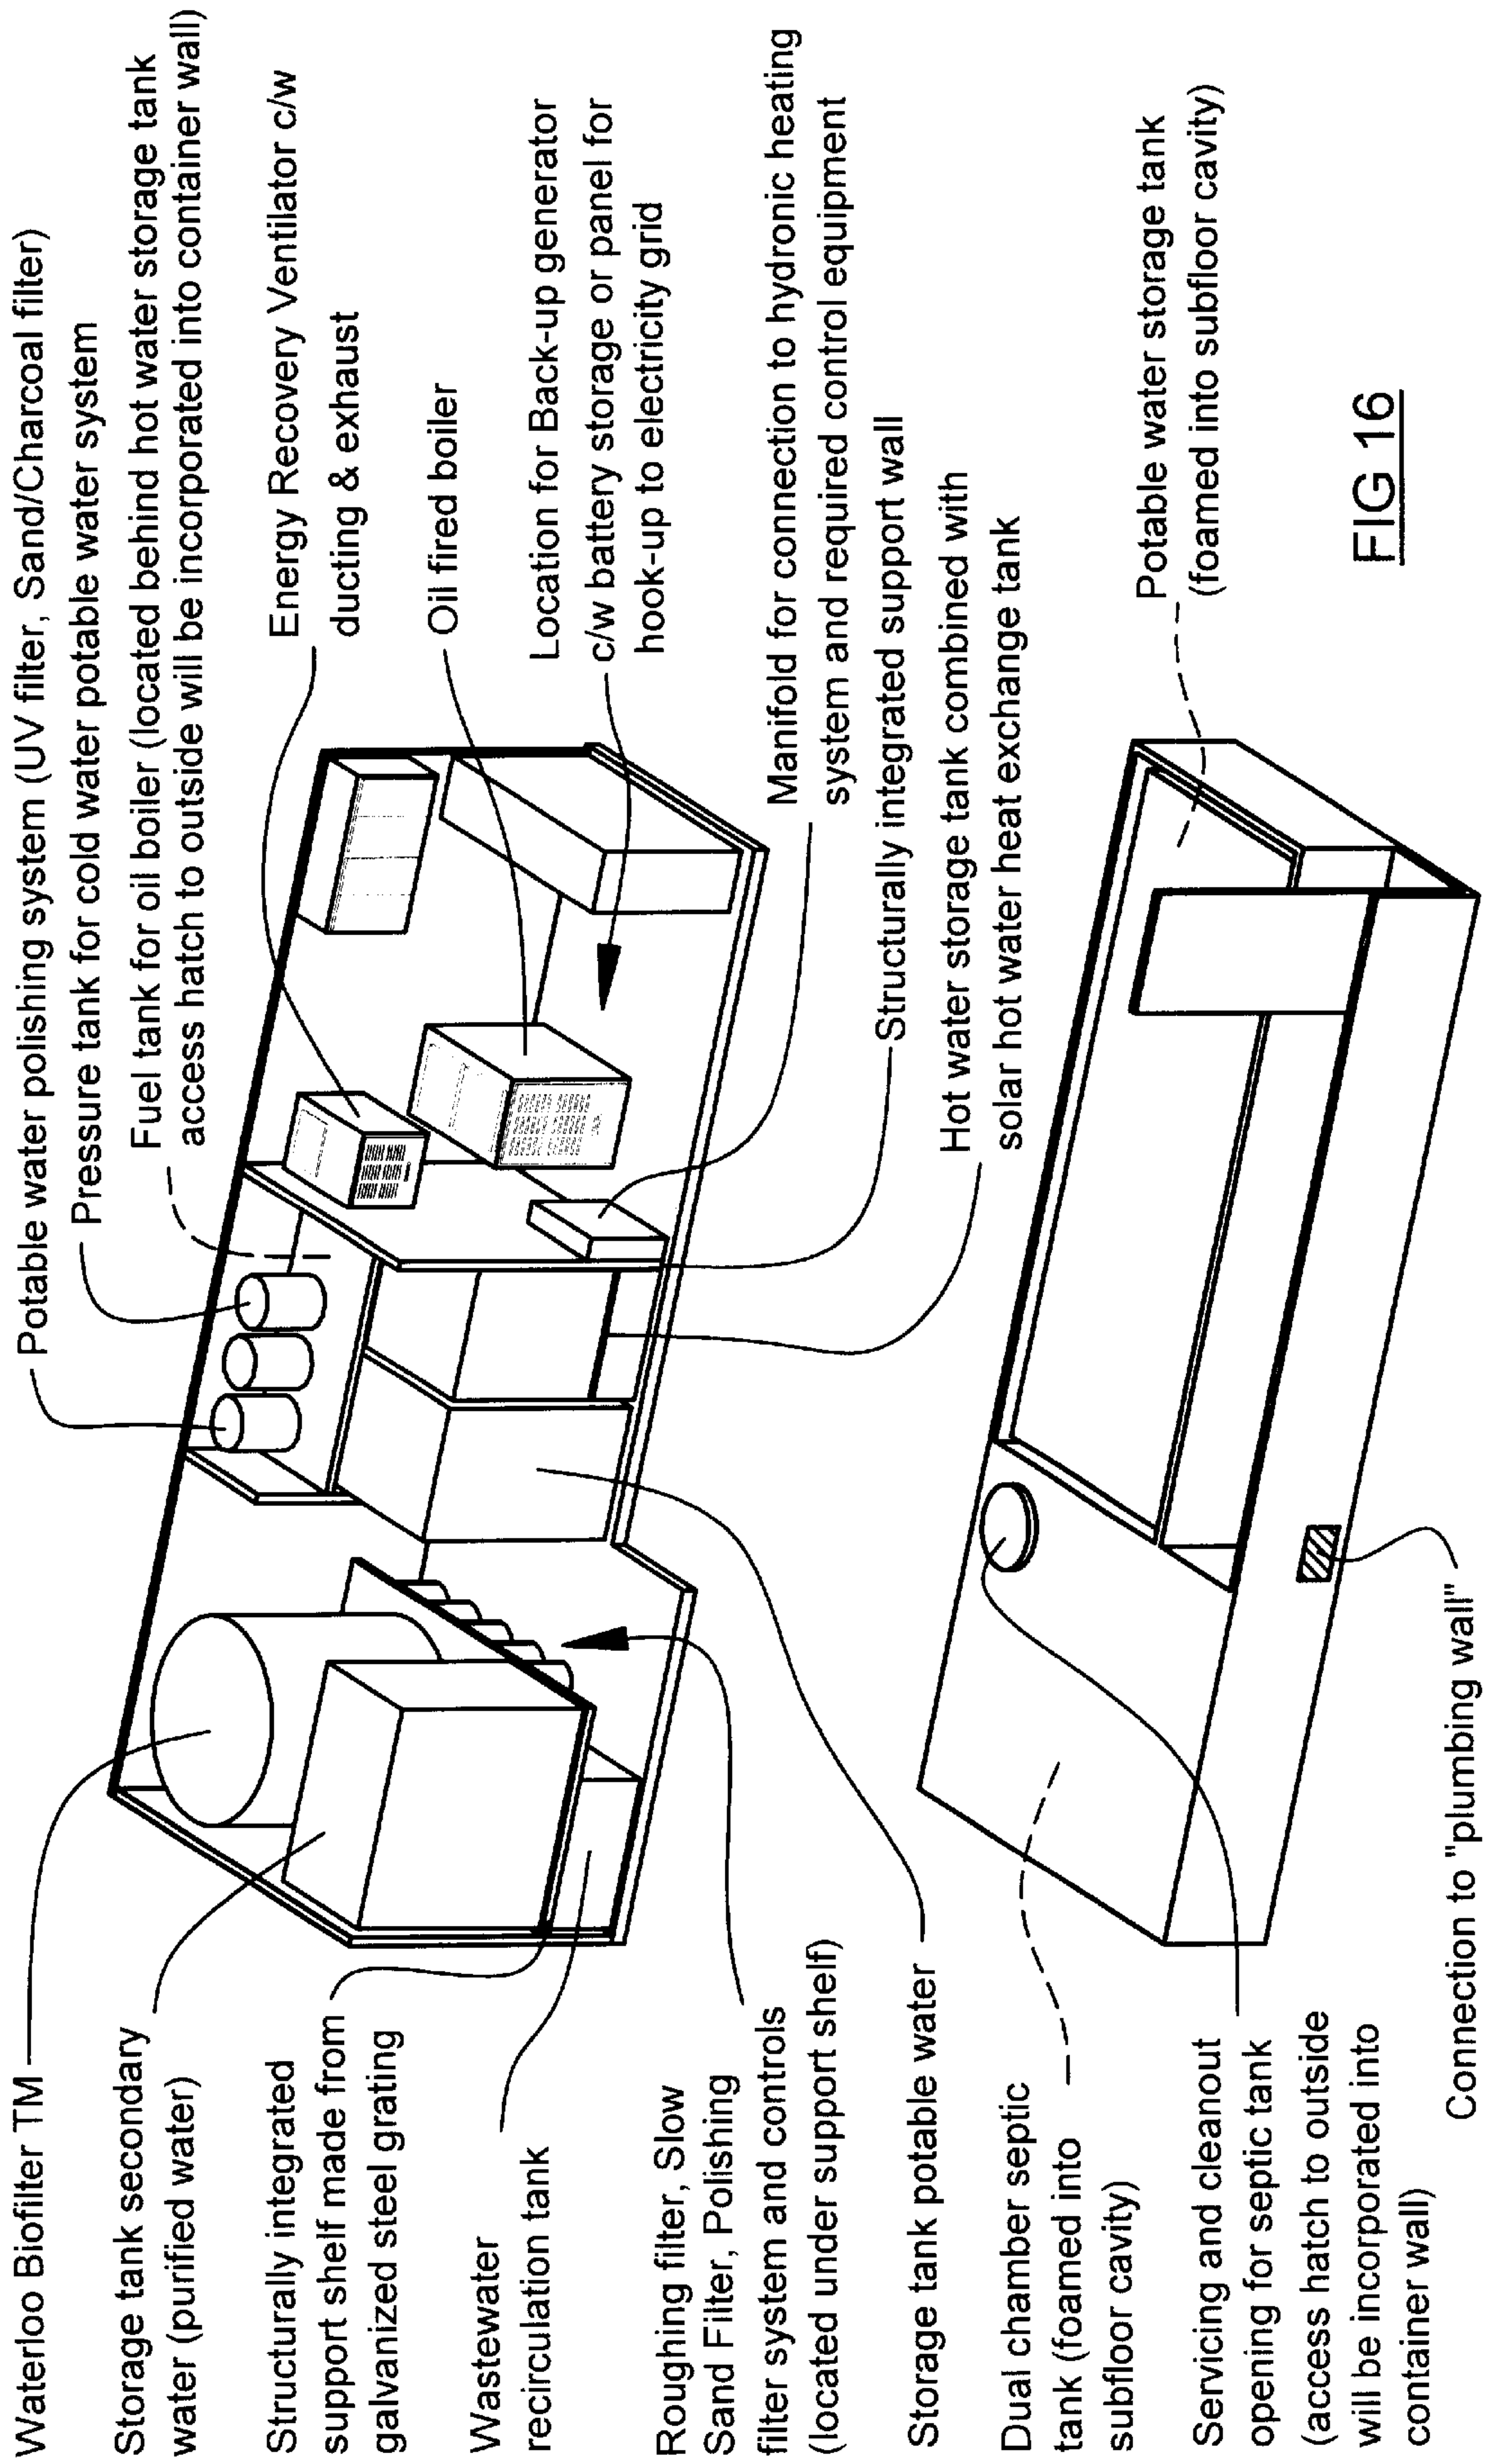 Waterloo Biofilter TM
Storage tank secondary
water (purified water)
Structurally integrated
support shelf made from
galvanized steel grating
Wastewater
recirculation tank
Roughing filter, Slow
Sand Filter, Polishing
filter system and controls
(located under support shelf)
Storage tank potable water
Dual chamber septic
tank (foamed into
subfloor cavity)
Servicing and cleanout
opening for septic tank
(access hatch to outside
will be incorporated into
container wall)
Connection to "plumbing wall"
Potable water polishing system (UV filter, Sand/Charcoal filter)
Pressure tank for cold water potable water system
Fuel tank for oil boiler (located behind hot water storage tank
access hatch to outside will be incorporated into container wall)
Energy Recovery Ventilator c/w
ducting & exhaust
Oil fired boiler
Location for Back-up generator
c/w battery storage or panel for
hook-up to electricity grid
Manifold for connection to hydronic heating
system and required control equipment
Structurally integrated support wall
Hot water storage tank combined with
solar hot water heat exchange tank
Potable water storage tank
(foamed into subfloor cavity)
FIG 16